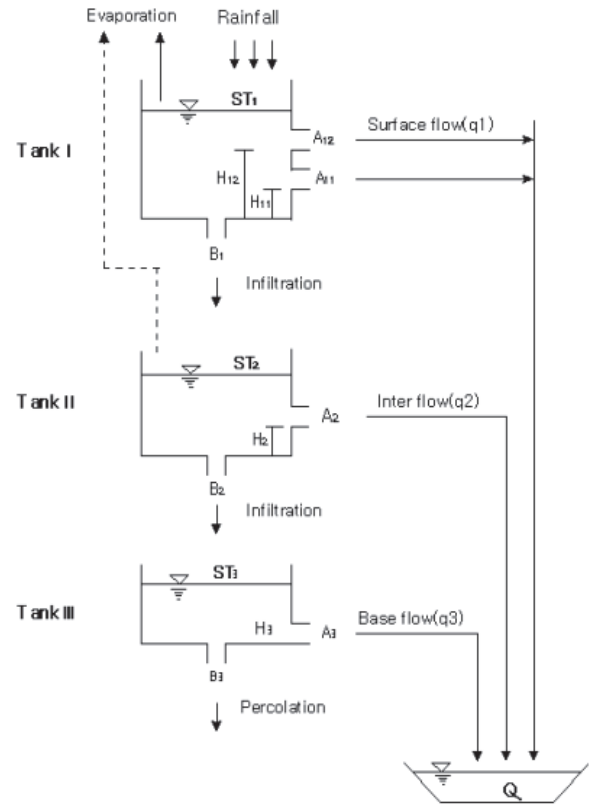 Evaporation
Rainfall
ST1
Tank I
A12
Surface flow(q1)
H12
A11
H11
B1
Infiltration
ST2
Tank II
A2
Inter flow(q2)
H2
B2
Infiltration
ST3
Tank III
H3
A3
Base flow(q3)
B3
Percolation
Q